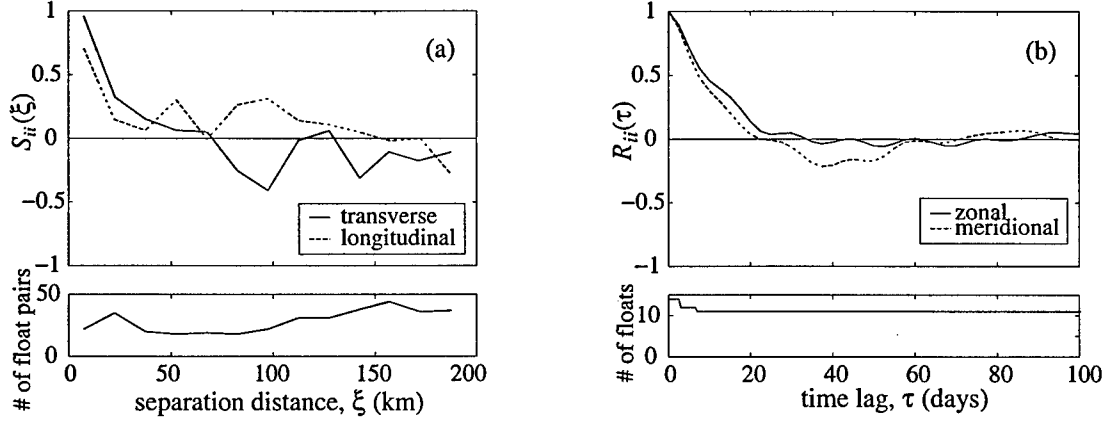 1
0.5
0
−0.5
−1
S_ii(ξ)
(a)
transverse
longitudinal
50
0
# of float pairs
0 50 100 150 200
separation distance, ξ (km)
1
0.5
0
−0.5
−1
R_ii(τ)
(b)
zonal
meridional
10
0
# of floats
0 20 40 60 80 100
time lag, τ (days)